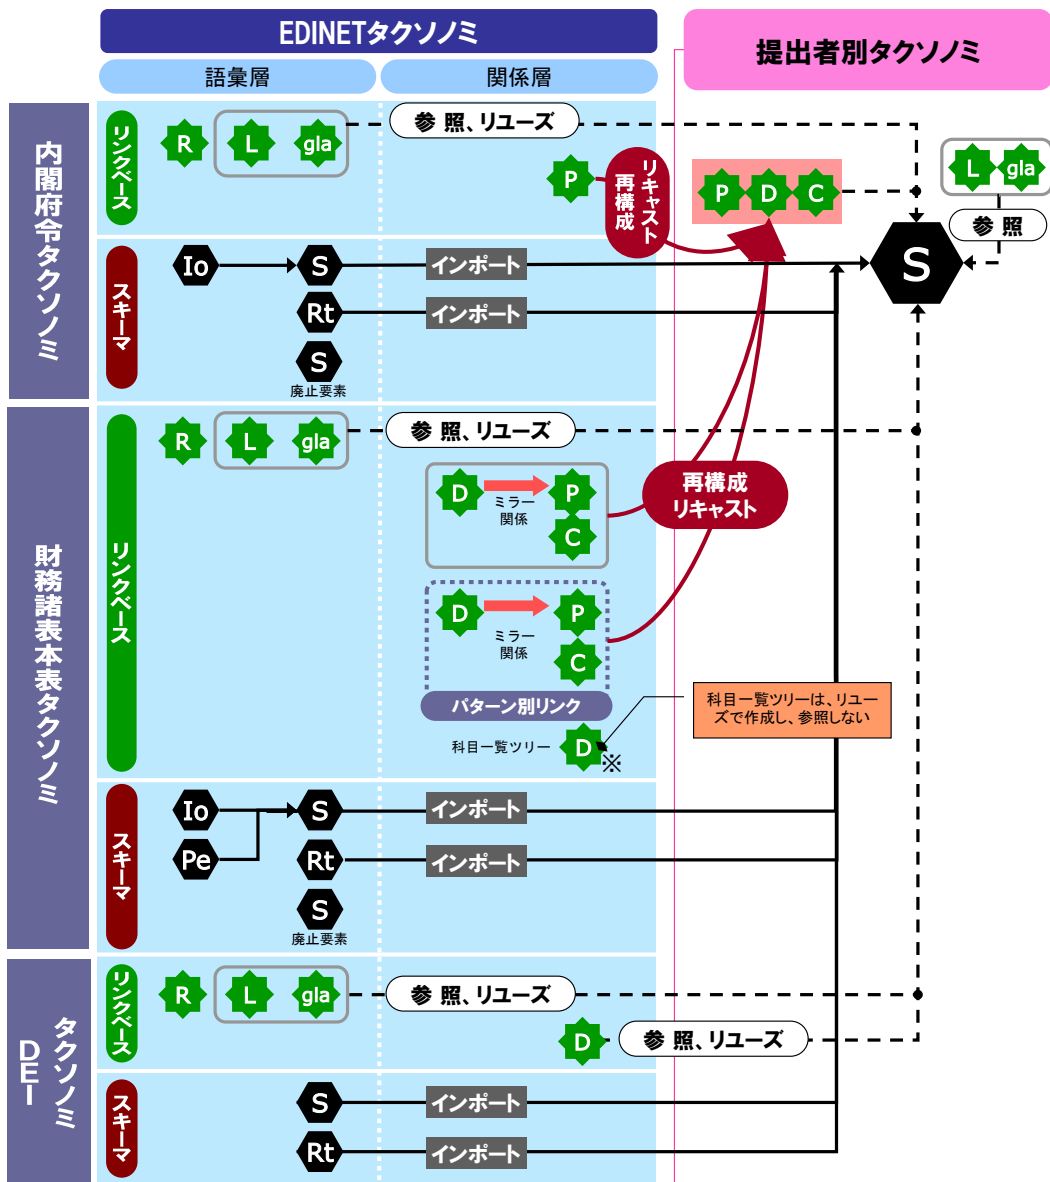 EDINETタクソノミ
提出者別タクソノミ
語彙層
関係層
内閣府令タクソノミ
リンクベース
R
L
gla
参 照、リユーズ
P
リキャスト
再構成
P
D
C
L
gla
参 照
S
スキーマ
Io
S
インポート
Rt
インポート
S
廃止要素
財務諸表本表タクソノミ
リンクベース
R
L
gla
参 照、リユーズ
D
ミラー
関係
P
C
再構成
リキャスト
D
ミラー
関係
P
C
パターン別リンク
科目一覧ツリー
D
※
科目一覧ツリーは、リユー
ズで作成し、参照しない
スキーマ
Io
S
インポート
Pe
Rt
インポート
S
廃止要素
タクソノミ
DEI
リンクベース
R
L
gla
参 照、リユーズ
D
参 照、リユーズ
スキーマ
S
インポート
Rt
インポート